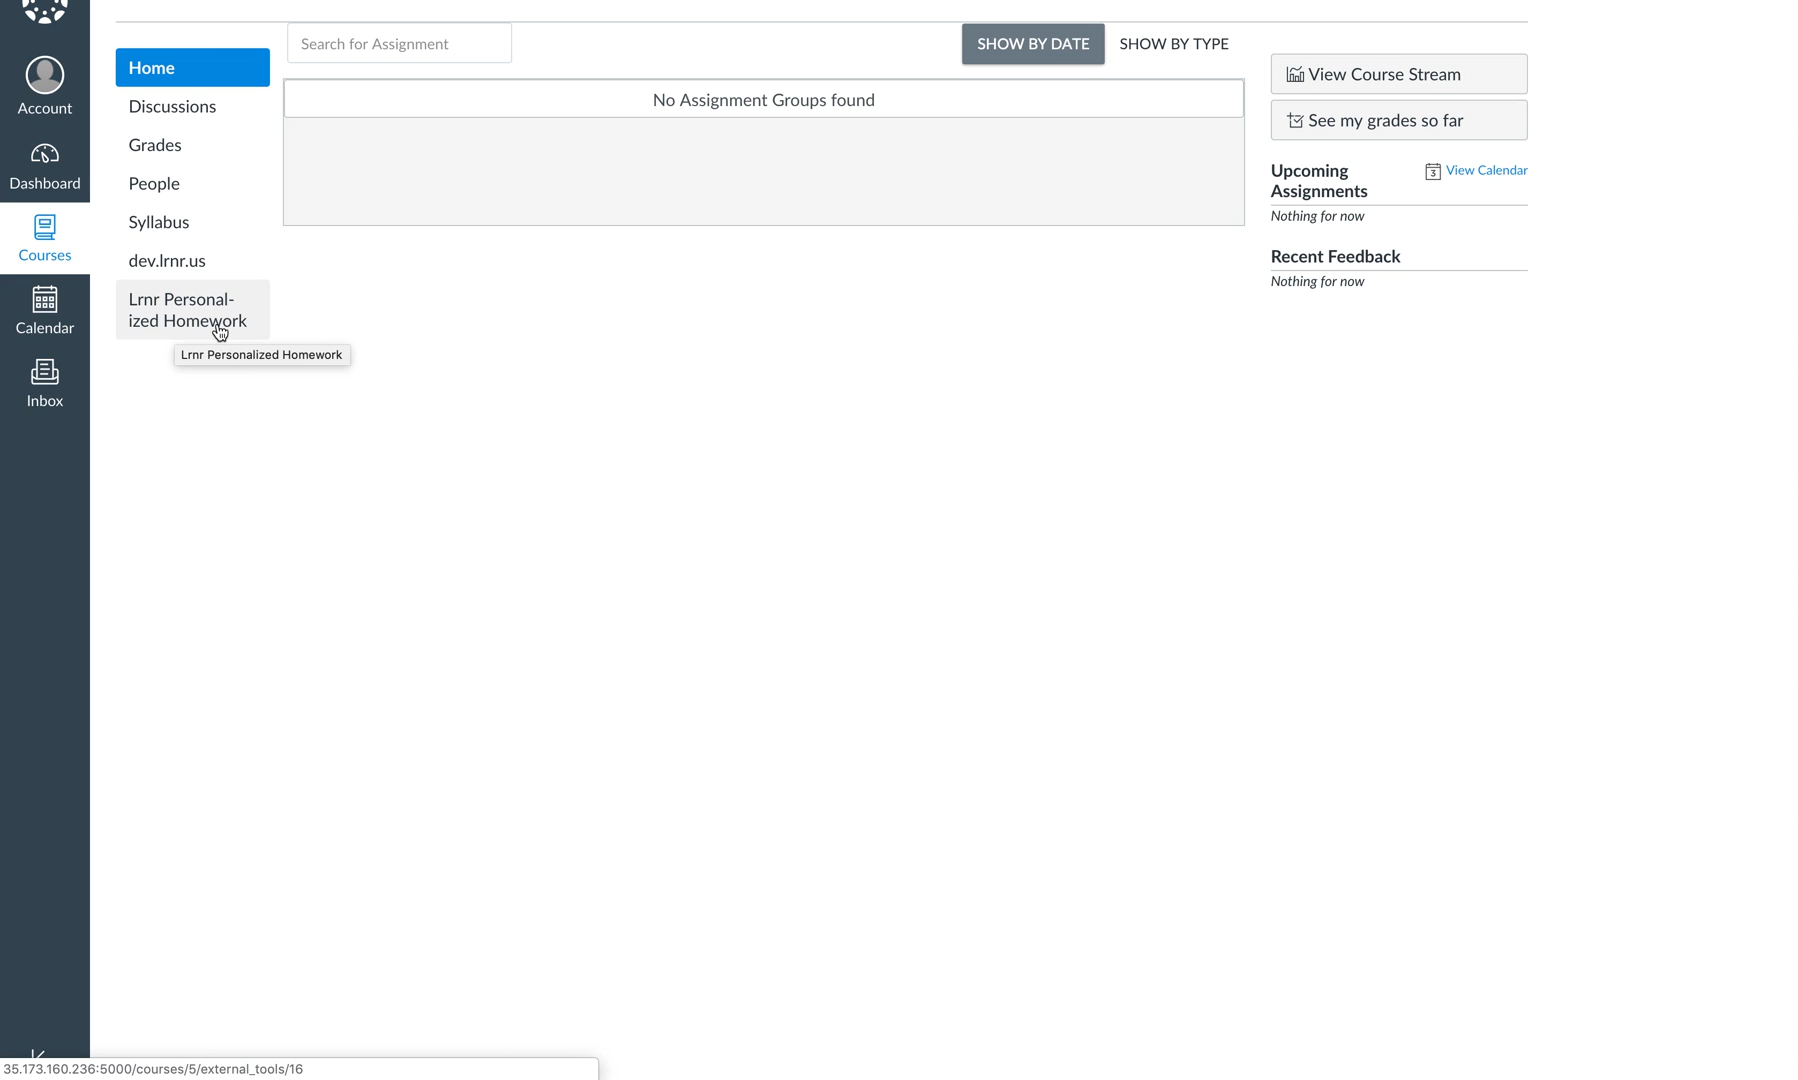 Account
Dashboard
Courses
Calendar
Inbox
Home
Discussions
Grades
People
Syllabus
dev.lrnr.us
Lrnr Personal-
ized Homework
Lrnr Personalized Homework
Search for Assignment
SHOW BY DATE
SHOW BY TYPE
No Assignment Groups found
View Course Stream
See my grades so far
Upcoming
Assignments
3
View Calendar
Nothing for now
Recent Feedback
Nothing for now
35.173.160.236:5000/courses/5/external_tools/16